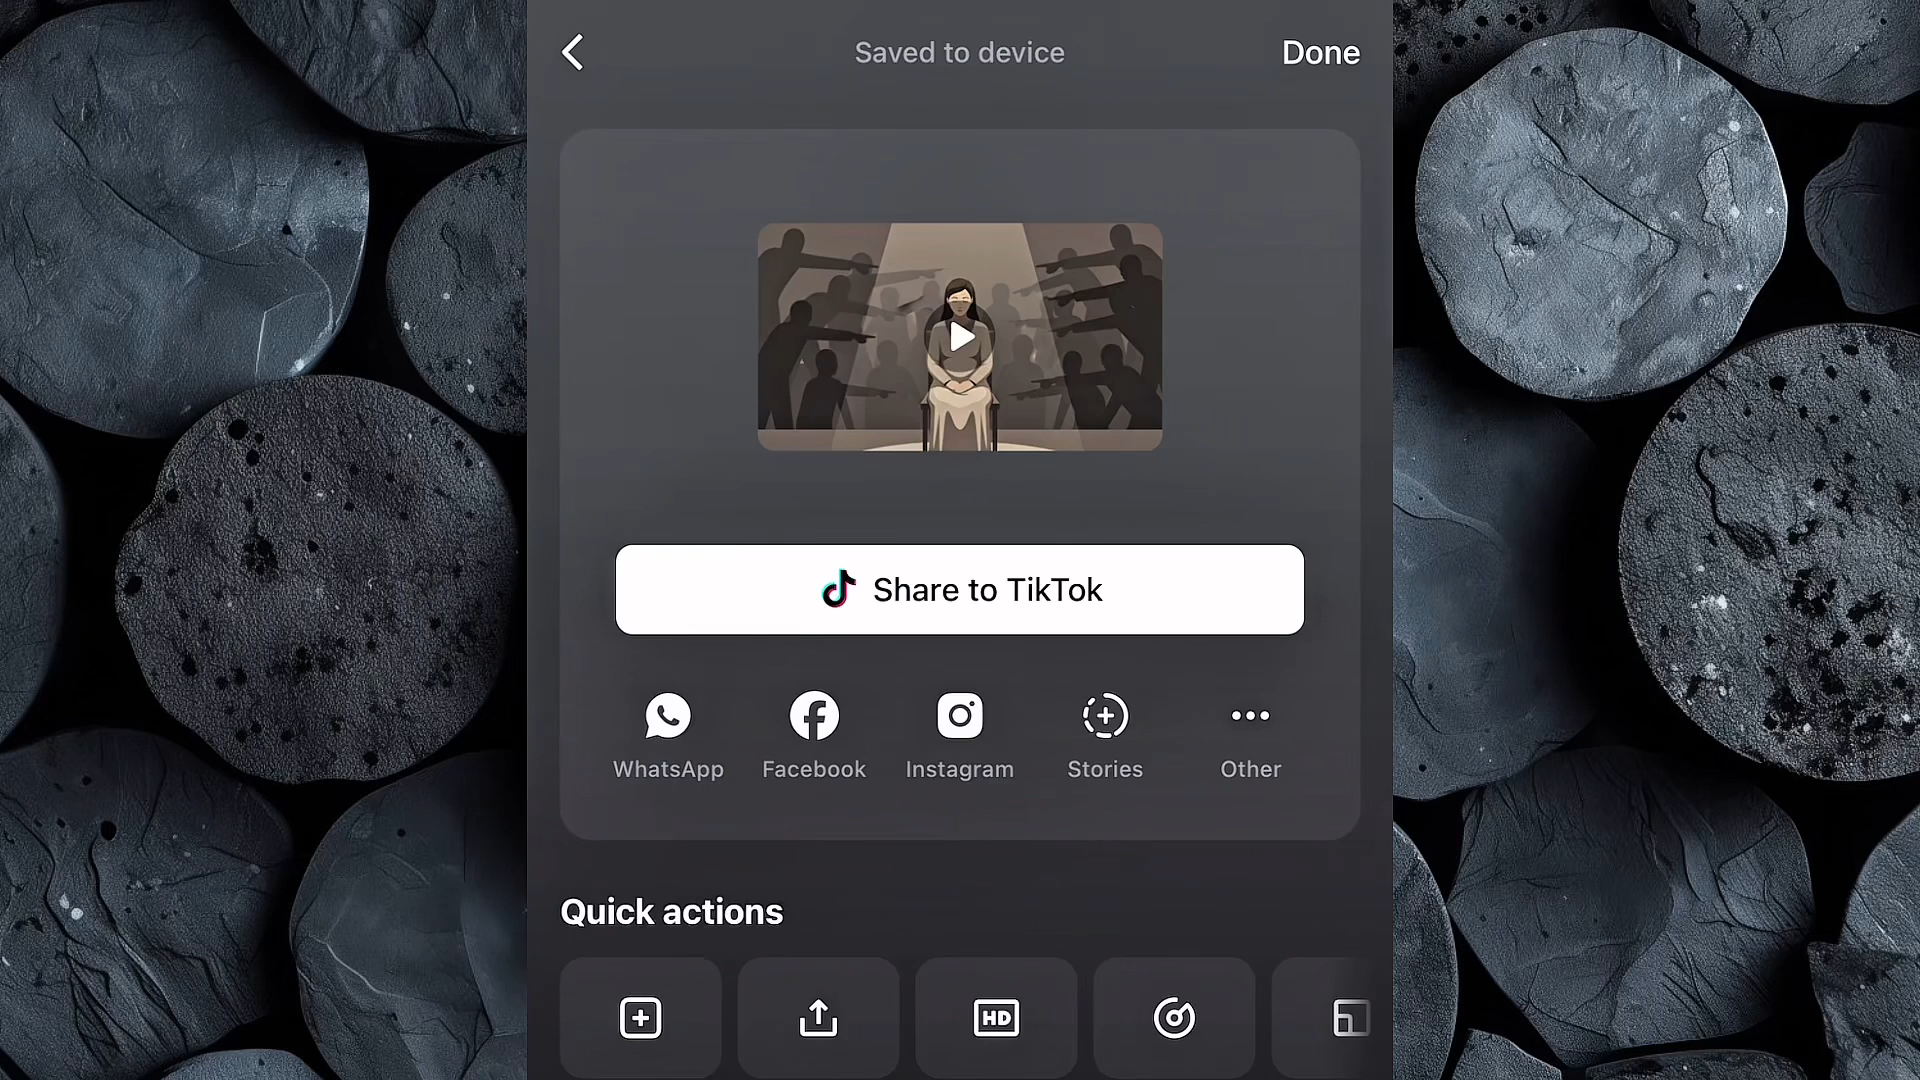 Saved to device
Done
Share to TikTok
WhatsApp
Facebook
Instagram
Stories
Other
Quick actions
HD